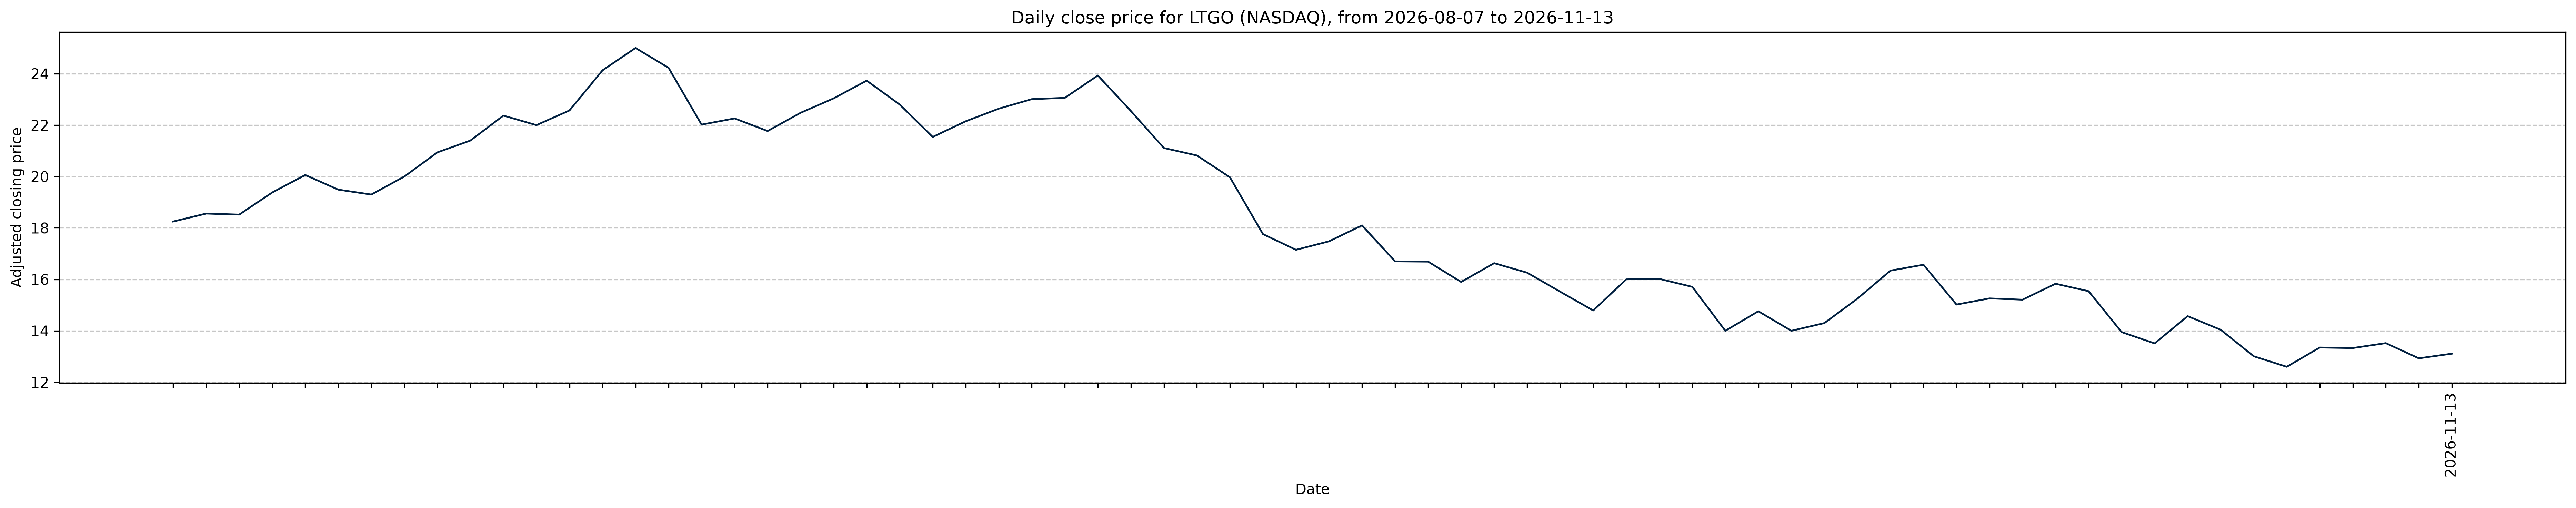 Daily close price for LTGO (NASDAQ), from 2026-08-07 to 2026-11-13
Adjusted closing price
24
22
20
18
16
14
12
2026-11-13
Date